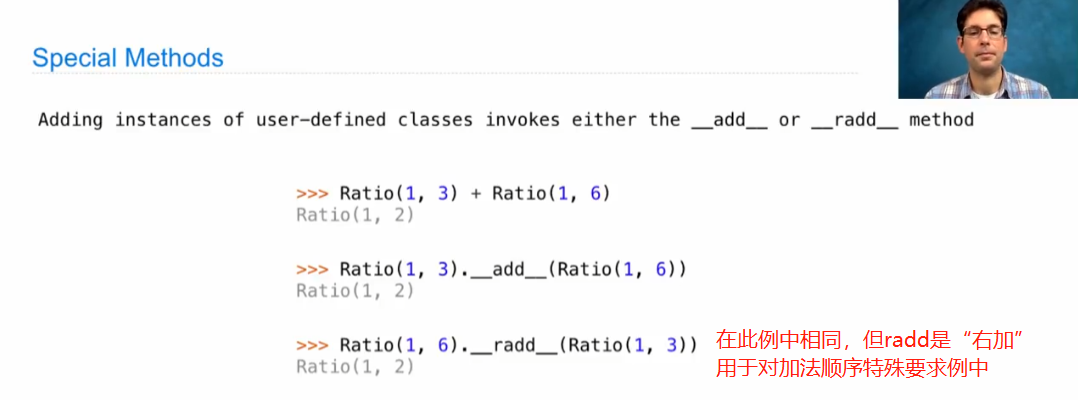 Special Methods
Adding instances of user-defined classes invokes either the __add__ or __radd__ method
>>> Ratio(1, 3) + Ratio(1, 6)
Ratio(1, 2)
>>> Ratio(1, 3).__add__(Ratio(1, 6))
Ratio(1, 2)
>>> Ratio(1, 6).__radd__(Ratio(1, 3))
Ratio(1, 2)
在此例中相同，但radd是“右加”
用于对加法顺序特殊要求例中